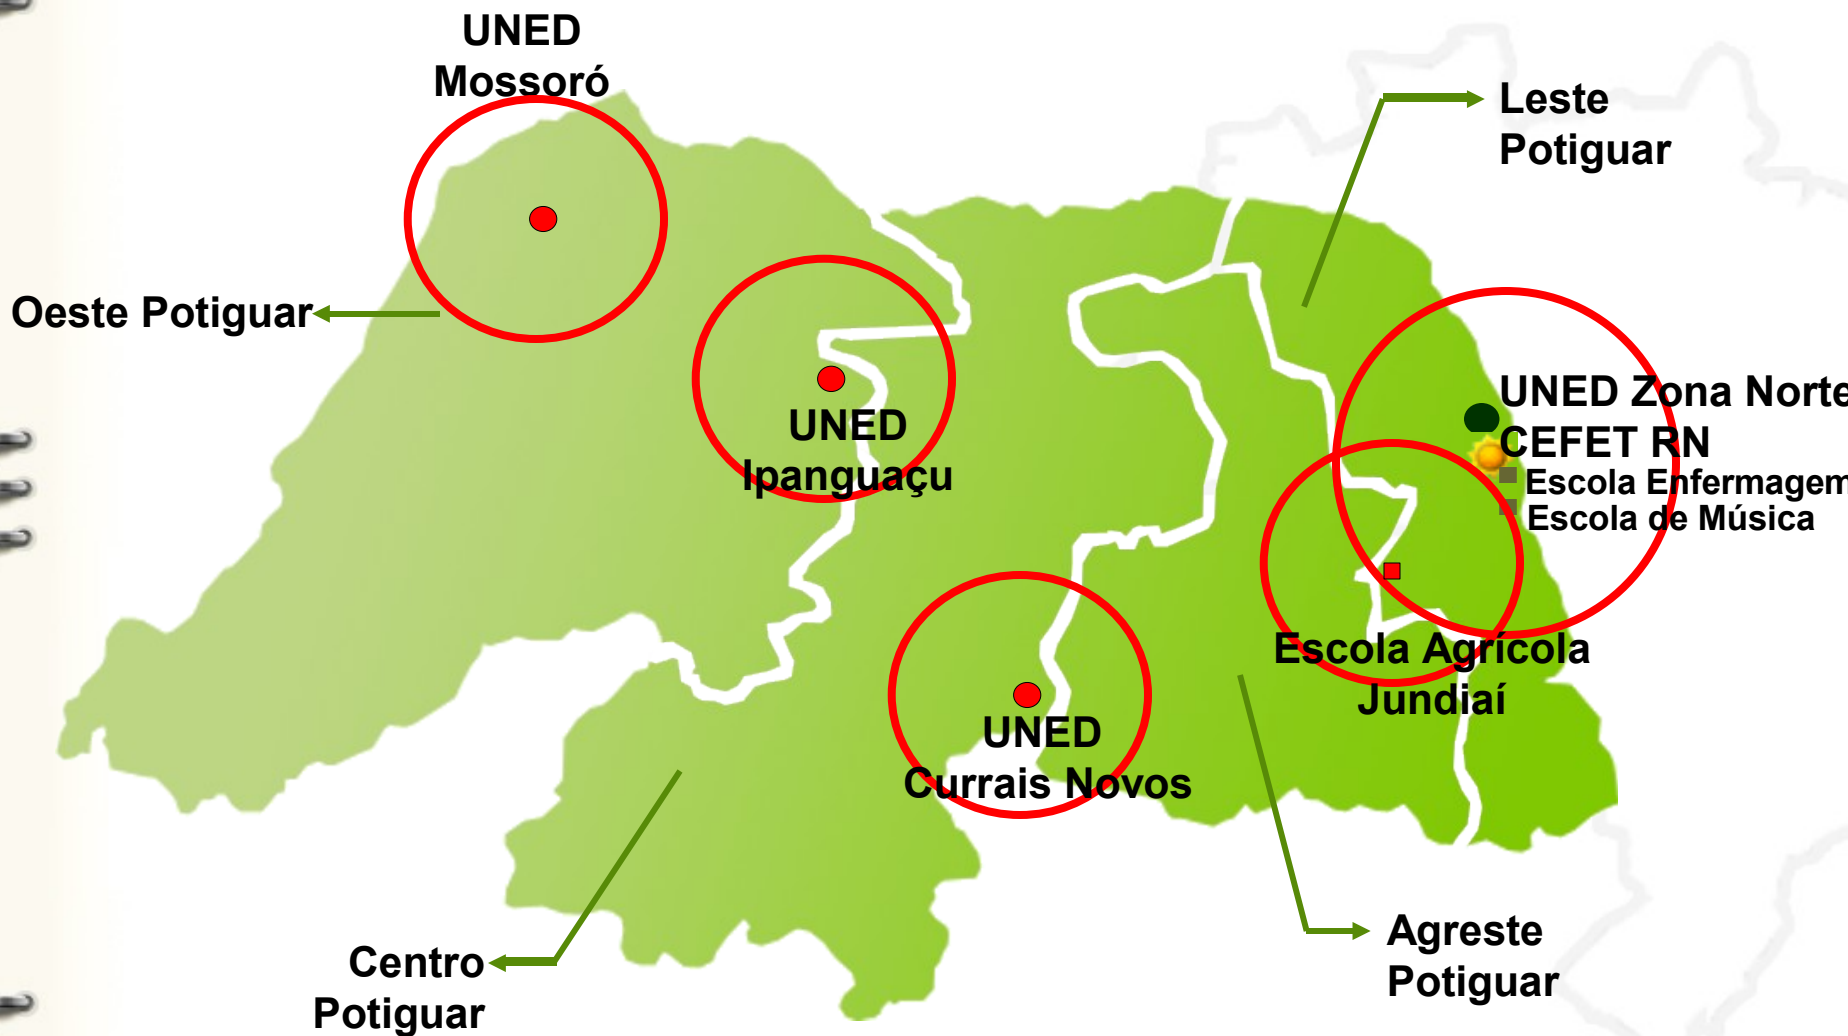 UNED
Mossoró
Leste
Potiguar
Oeste Potiguar
UNED Zona Norte
CEFET RN
Escola Enfermagem
Escola de Música
UNED
Ipanguaçu
Escola Agrícola
Jundiaí
UNED
Currais Novos
Agreste
Potiguar
Centro
Potiguar